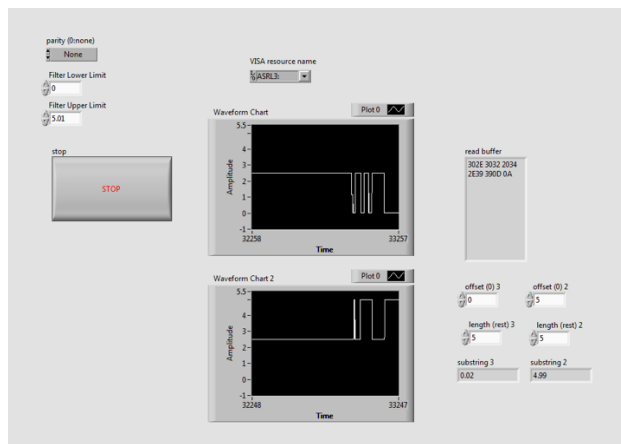 parity (0:none)
None
Filter Lower Limit
0
Filter Upper Limit
5.01
stop
STOP
VISA resource name
ASRL3:
Waveform Chart
Plot 0
Amplitude
5.5
4
3
2
1
0
-1
32258
33257
Time
Waveform Chart 2
Plot 0
Amplitude
5.5
4
3
2
1
0
-1
32248
33247
Time
read buffer
302E 3032 2034
2E39 390D 0A
offset (0) 3
offset (0) 2
0
5
length (rest) 3
length (rest) 2
5
5
substring 3
substring 2
0.02
4.99